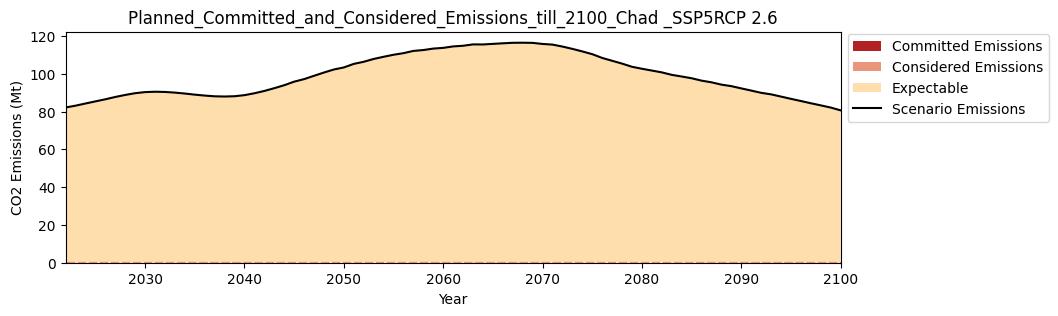 Planned_Committed_and_Considered_Emissions_till_2100_Chad _SSP5RCP 2.6
120
100
80
60
40
20
0
CO2 Emissions (Mt)
2030 2040 2050 2060 2070 2080 2090 2100
Year
Committed Emissions
Considered Emissions
Expectable
Scenario Emissions